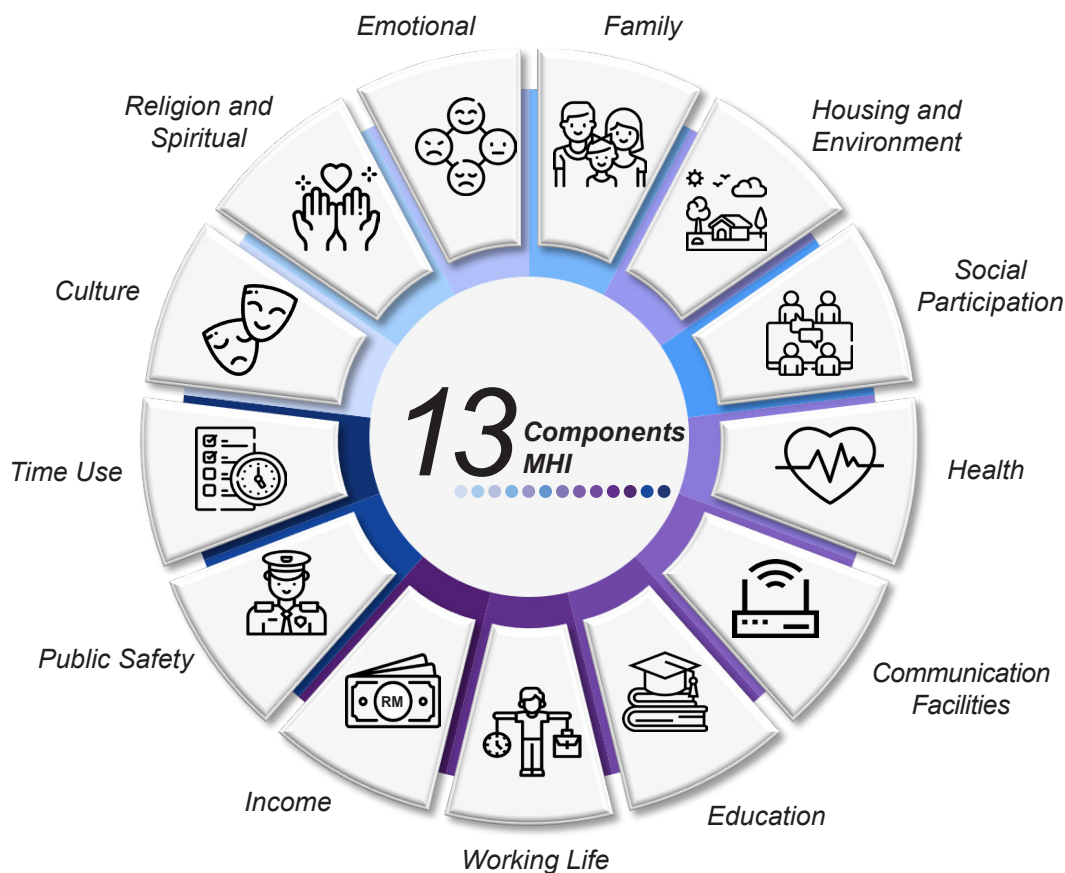 Emotional
Family
Housing and
Environment
Social
Participation
Health
Communication
Facilities
Education
Working Life
Income
RM
Public Safety
Time Use
Culture
Religion and
Spiritual
13
Components
MHI